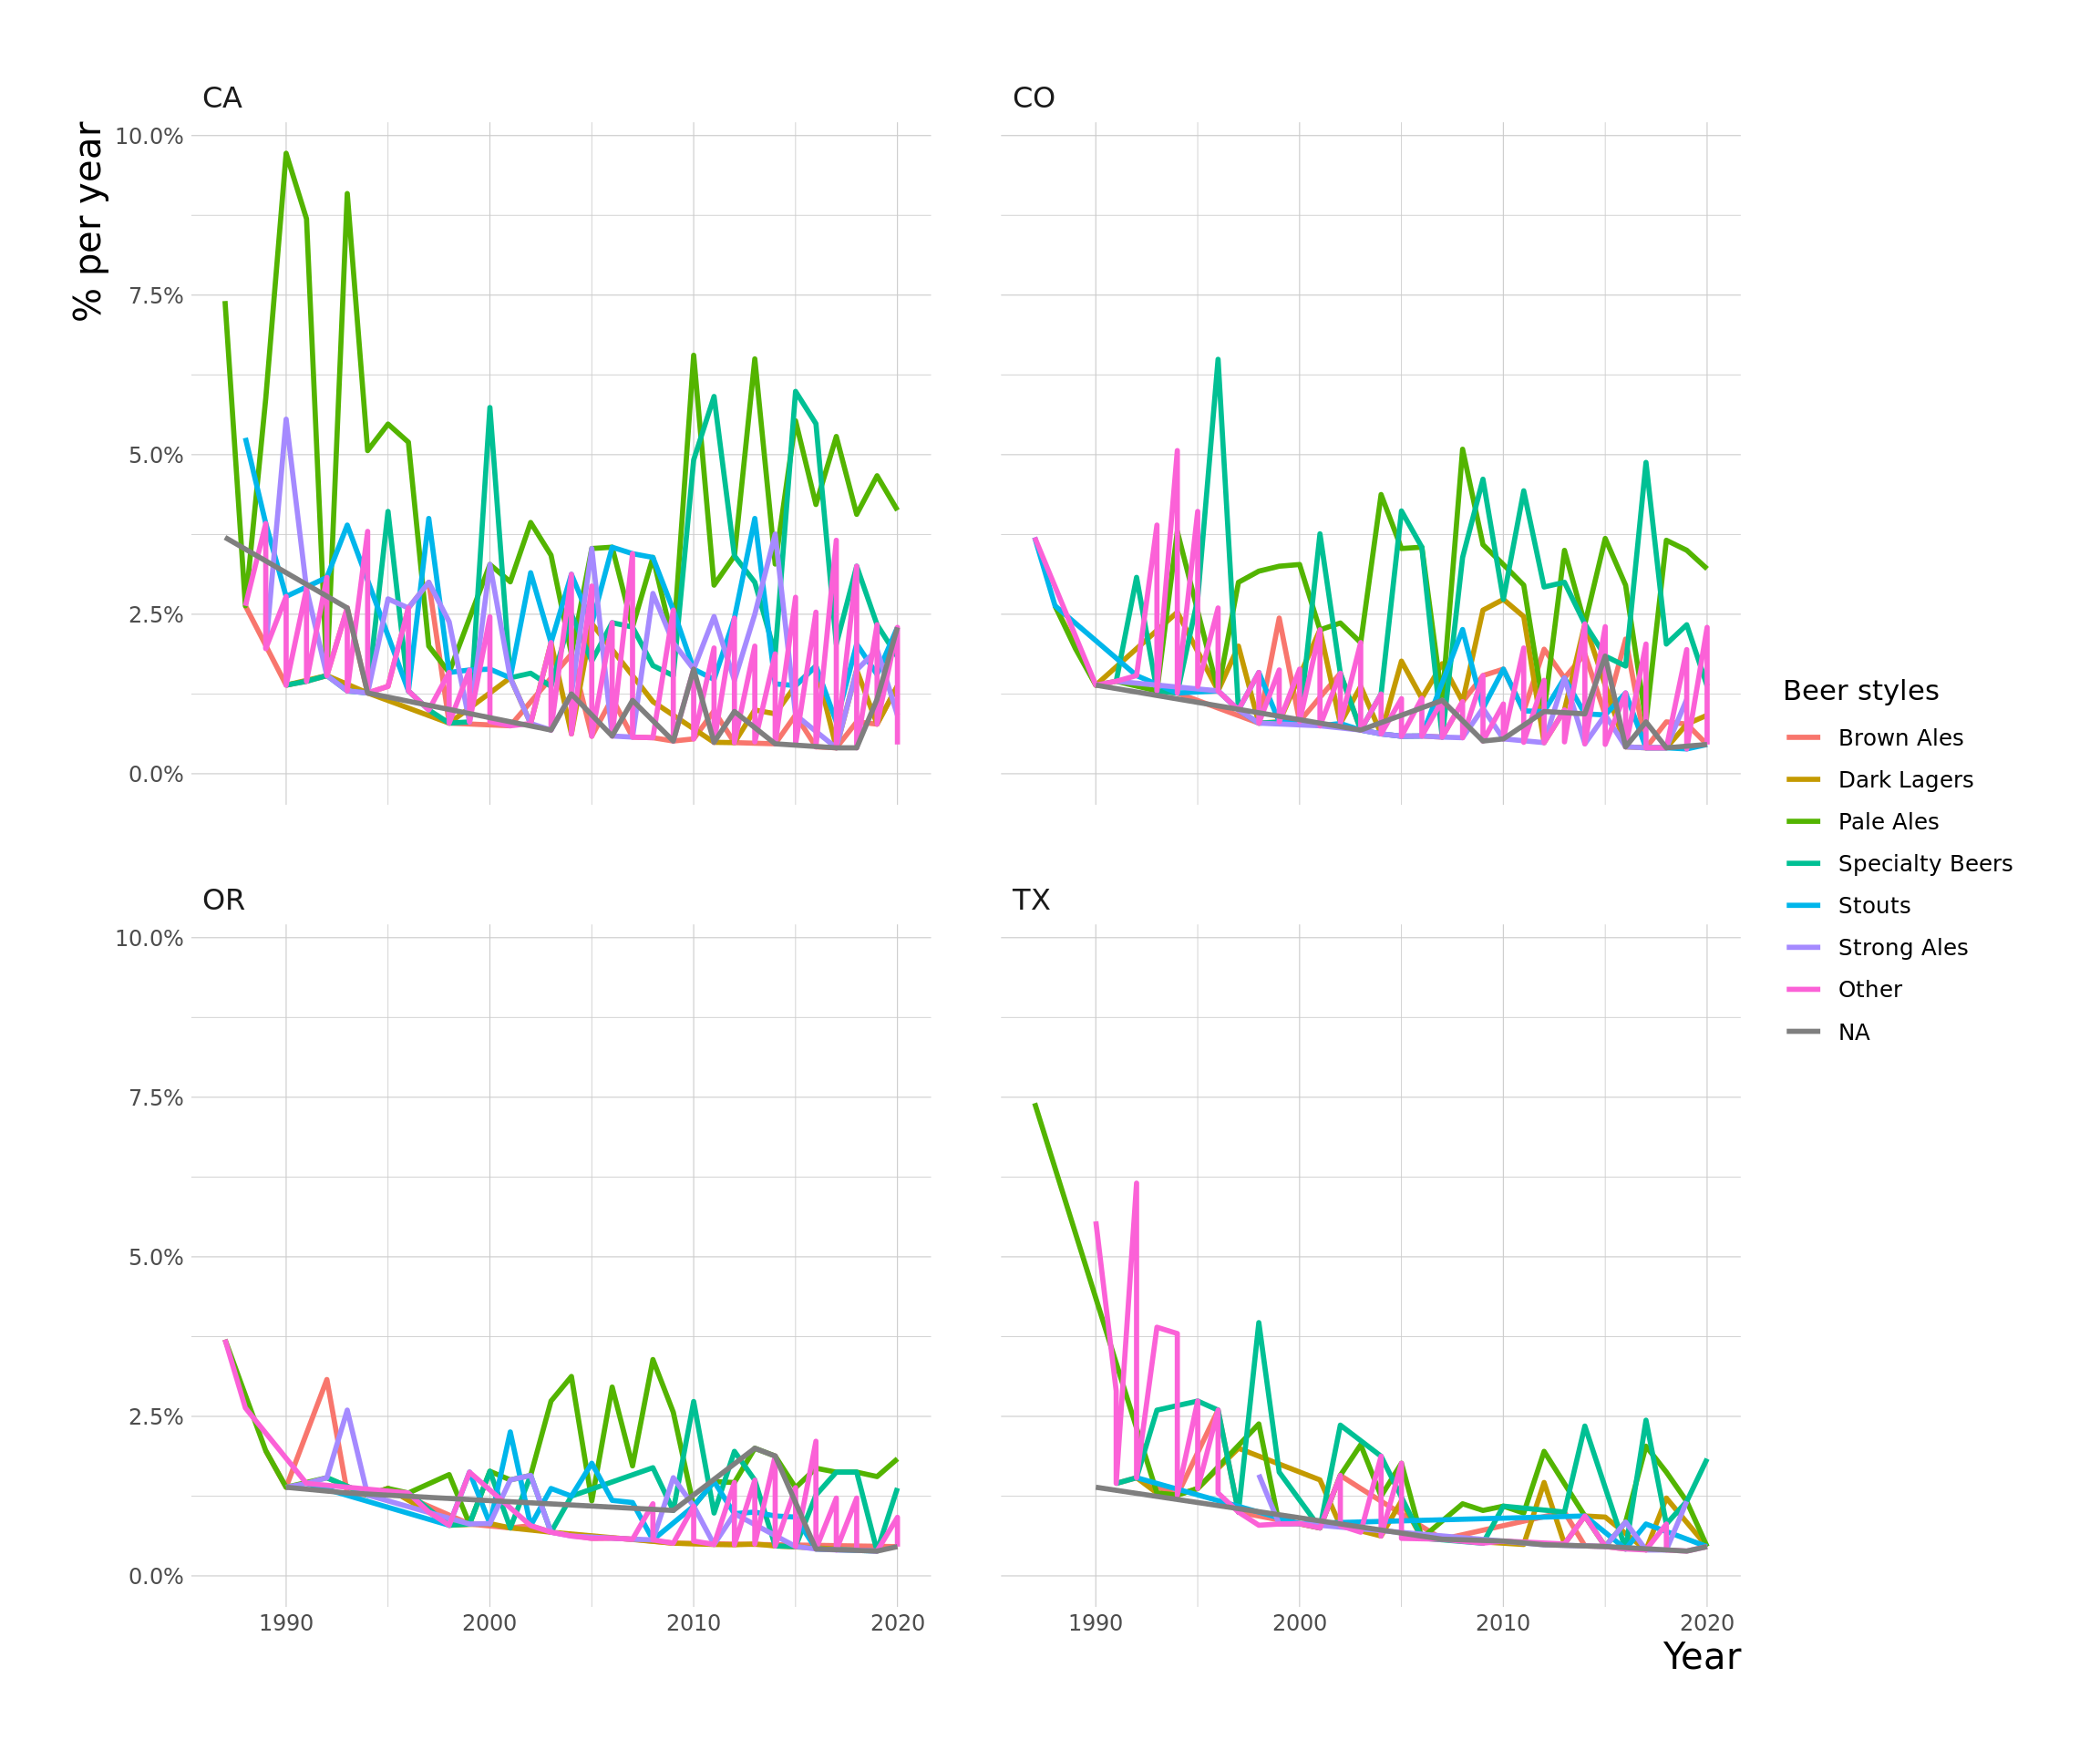 CA
CO
% per year
10.0%
7.5%
5.0%
2.5%
0.0%
OR
TX
10.0%
7.5%
5.0%
2.5%
0.0%
1990
2000
2010
2020
1990
2000
2010
2020
Year
Beer styles
Brown Ales
Dark Lagers
Pale Ales
Specialty Beers
Stouts
Strong Ales
Other
NA